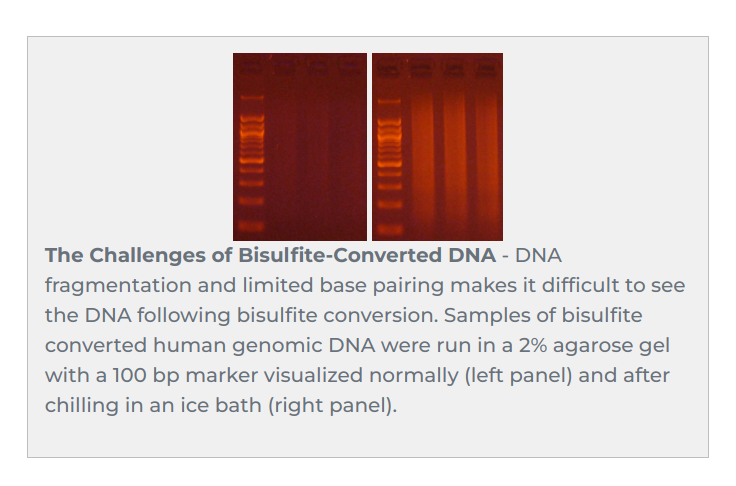 The Challenges of Bisulfite-Converted DNA - DNA
fragmentation and limited base pairing makes it difficult to see
the DNA following bisulfite conversion. Samples of bisulfite
converted human genomic DNA were run in a 2% agarose gel
with a 100 bp marker visualized normally (left panel) and after
chilling in an ice bath (right panel).